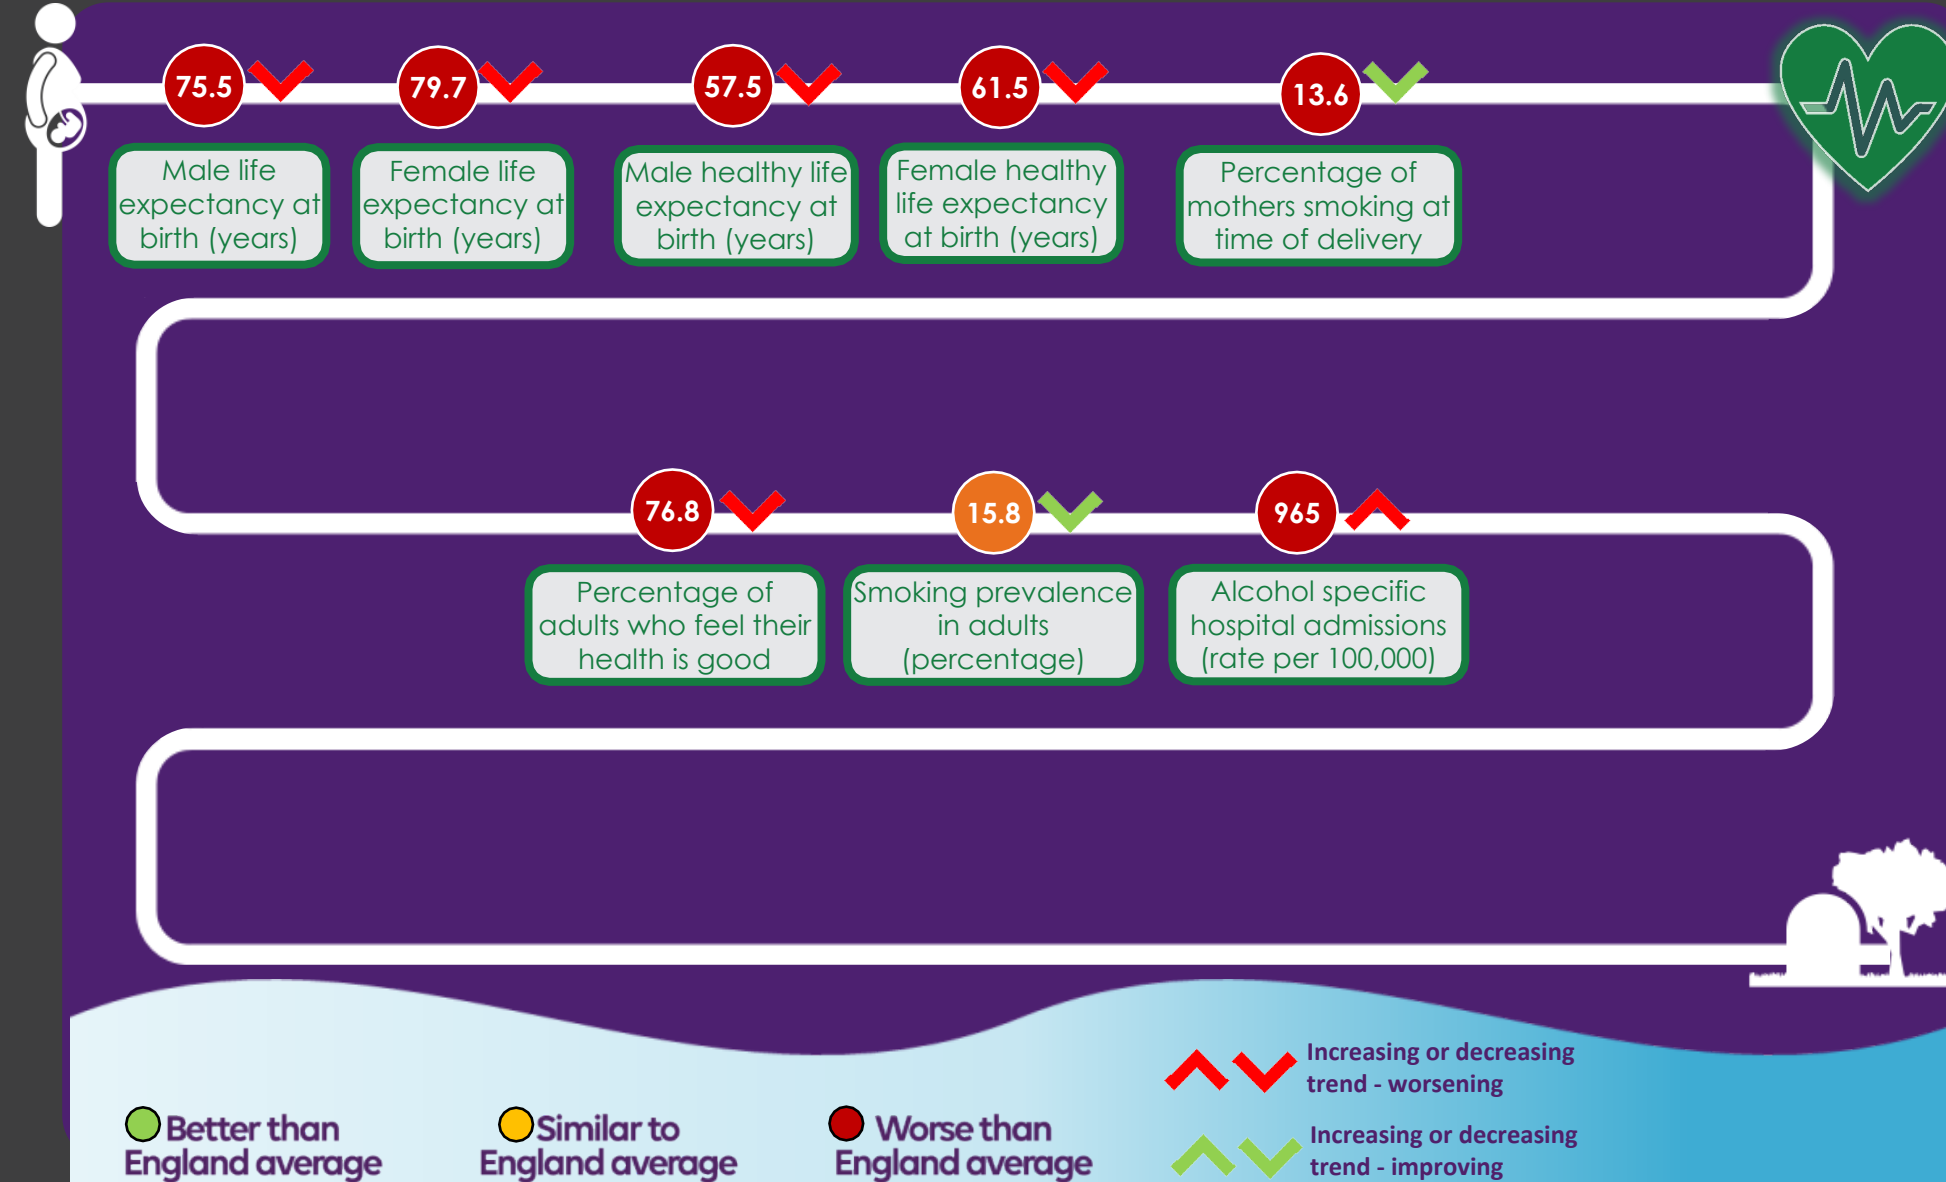 75.5
79.7
57.5
61.5
13.6
Male life
expectancy at
birth (years)
Female life
expectancy at
birth (years)
Male healthy life
expectancy at
birth (years)
Female healthy
life expectancy
at birth (years)
Percentage of
mothers smoking at
time of delivery
76.8
15.8
965
Percentage of
adults who feel their
health is good
Smoking prevalence
in adults
(percentage)
Alcohol specific
hospital admissions
(rate per 100,000)
Better than
England average
Similar to
England average
Worse than
England average
Increasing or decreasing
trend - worsening
Increasing or decreasing
trend - improving